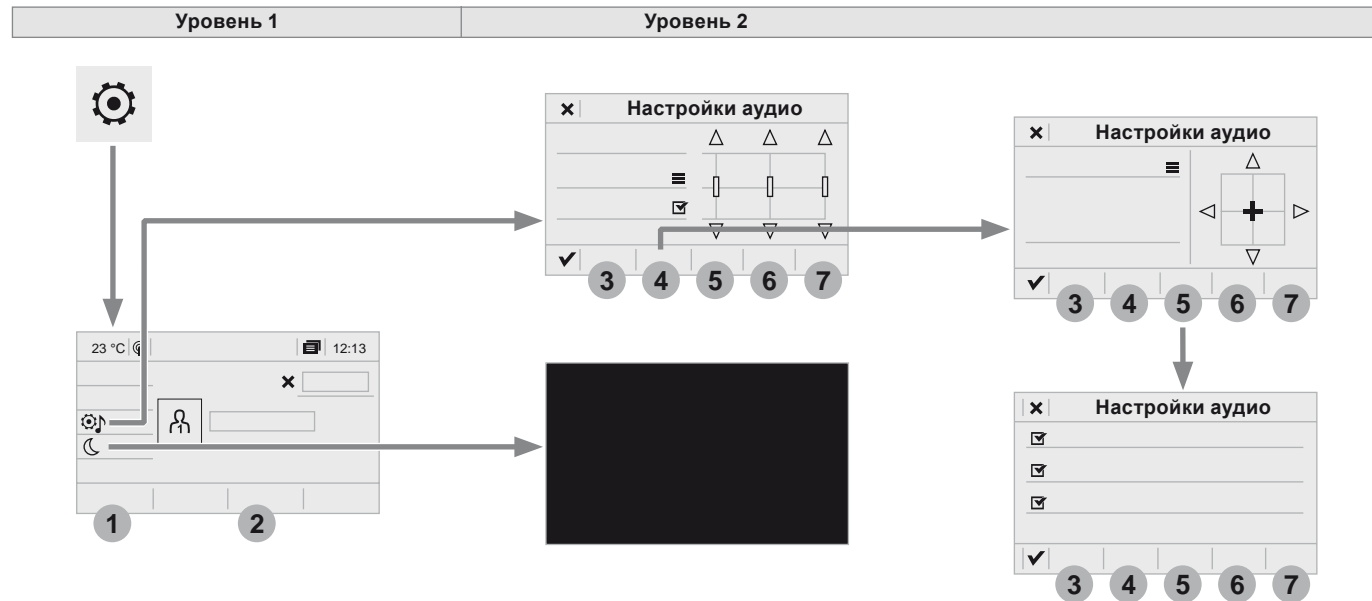 Уровень 1
Уровень 2
Настройки аудио
3 4 5 6 7
Настройки аудио
3 4 5 6 7
23 °C
12:13
1 2
Настройки аудио
3 4 5 6 7